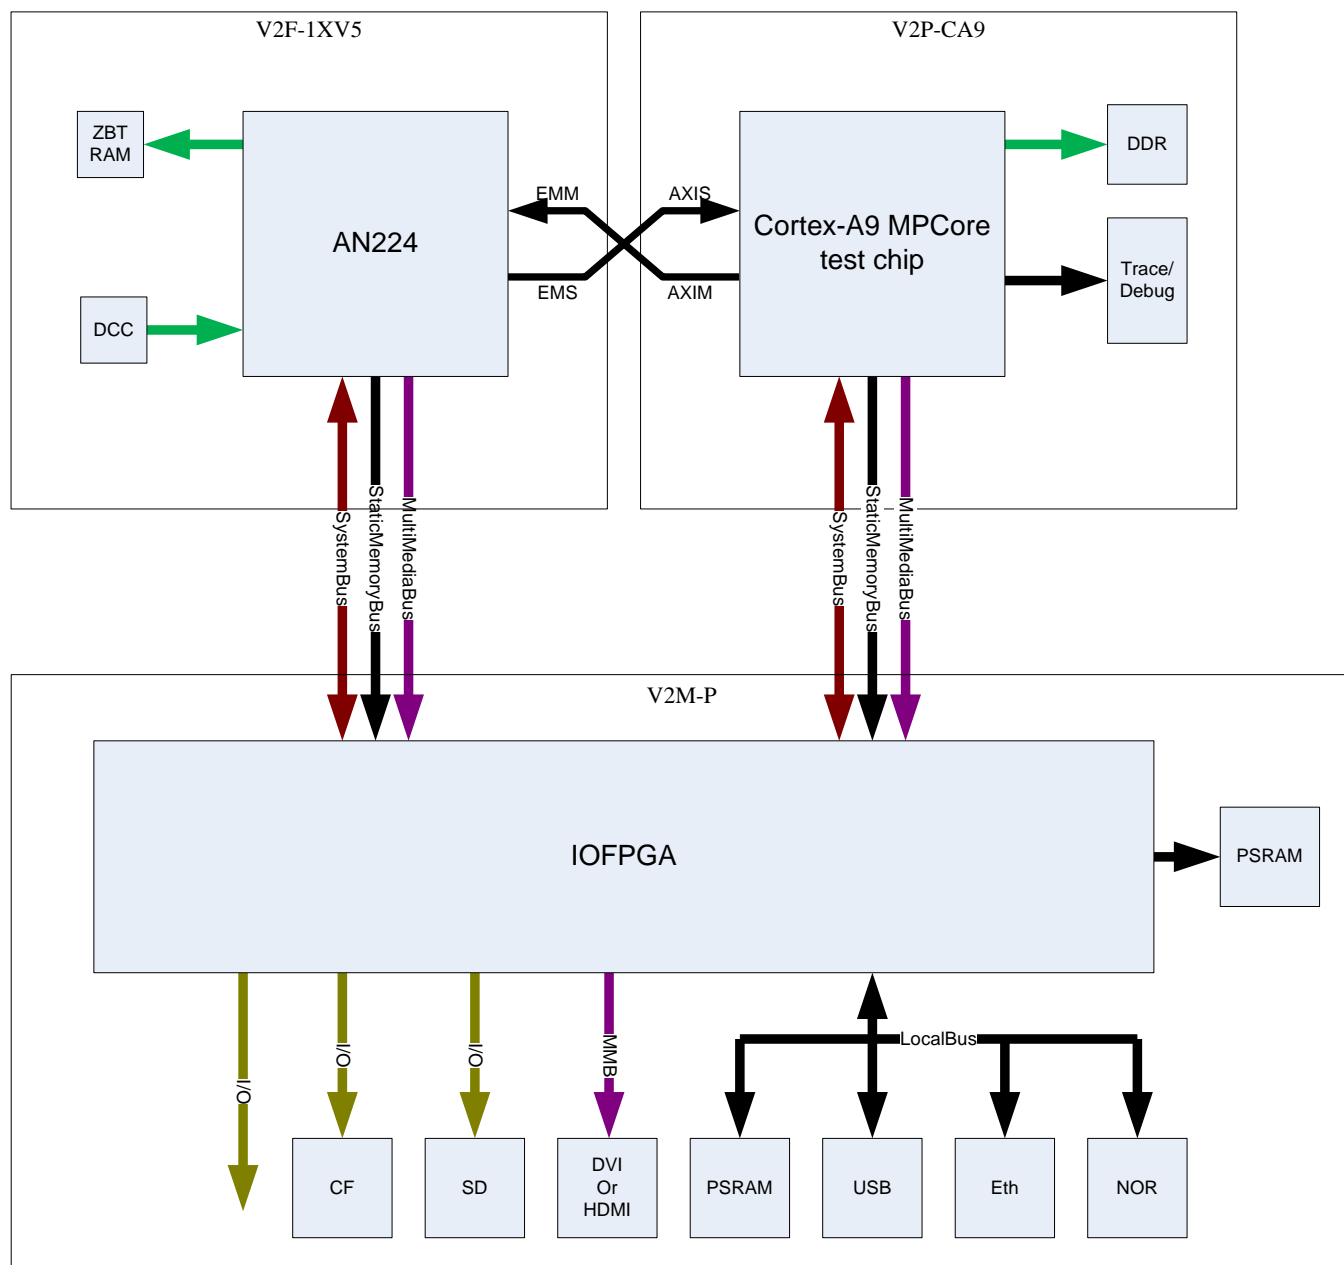 V2F-1XV5
V2P-CA9
ZBT
RAM
AN224
DCC
EMM
AXIS
EMS
AXIM
Cortex-A9 MPCore
test chip
DDR
Trace/
Debug
SystemBus
StaticMemoryBus
MultiMediaBus
SystemBus
StaticMemoryBus
MultiMediaBus
V2M-P
IOFPGA
PSRAM
I/O
I/O
I/O
MMB
LocalBus
CF
SD
DVI
Or
HDMI
PSRAM
USB
Eth
NOR